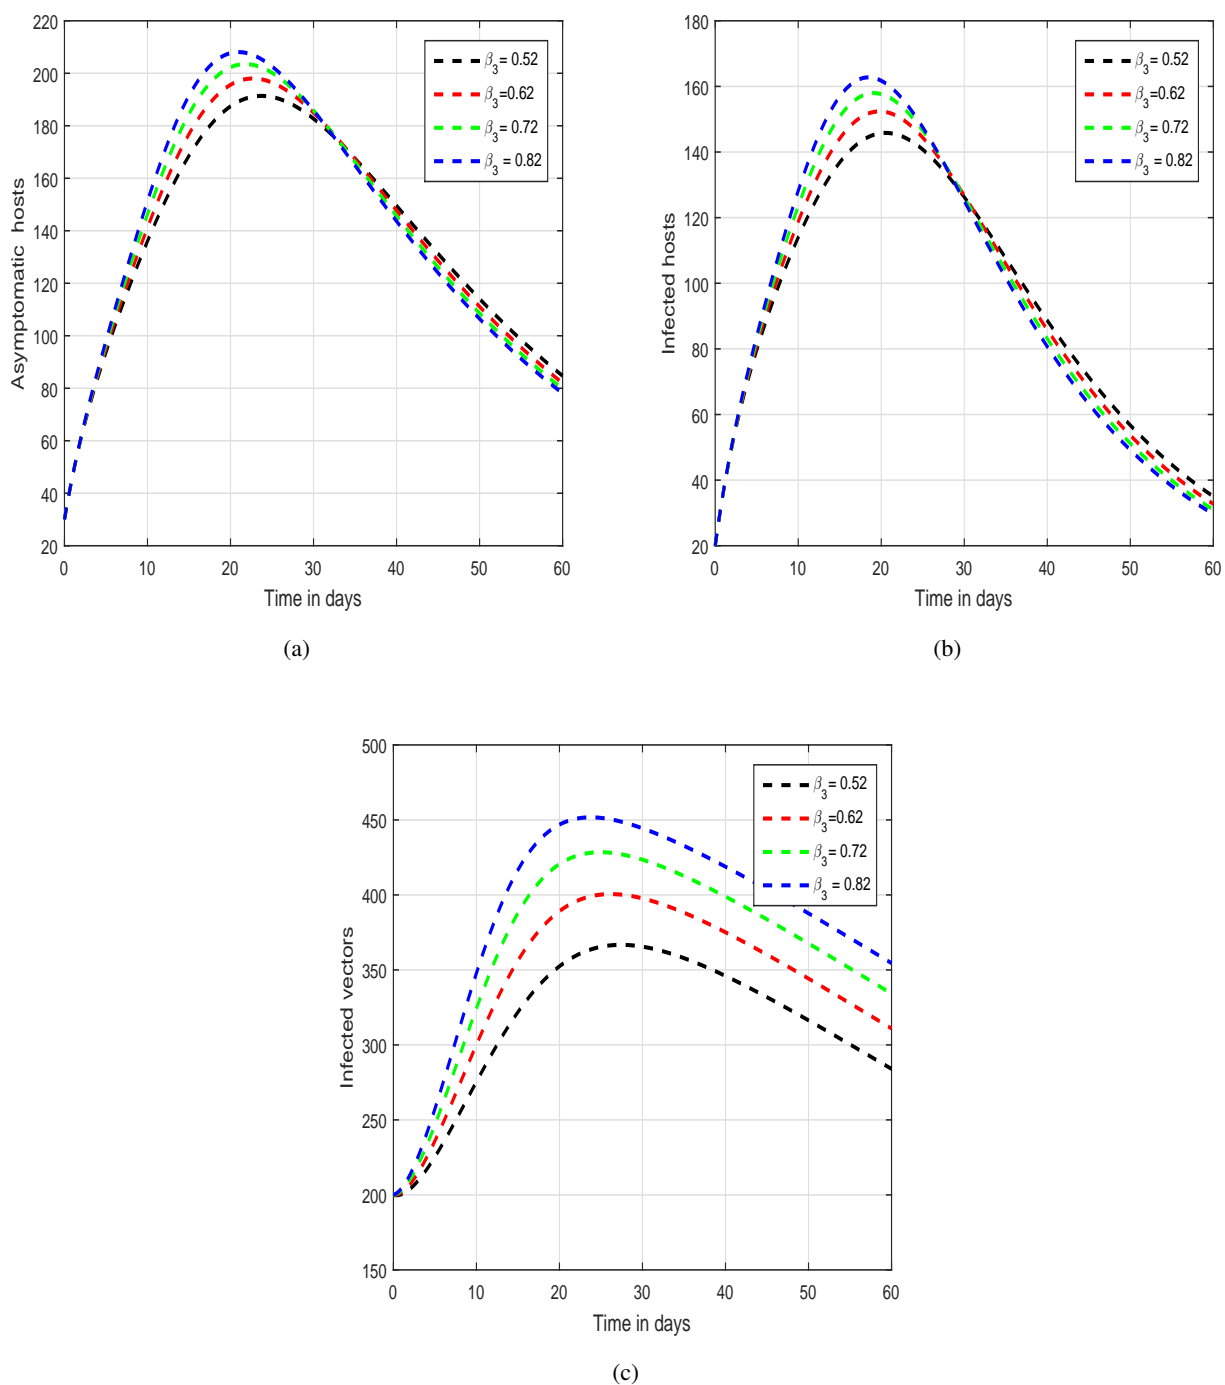 220
200
180
160
140
120
100
80
60
40
20
Asymptomatic hosts
0 10 20 30 40 50 60
Time in days
β3= 0.52
β3=0.62
β3= 0.72
β3 = 0.82
(a)
180
160
140
120
100
80
60
40
20
Infected hosts
0 10 20 30 40 50 60
Time in days
β3= 0.52
β3=0.62
β3= 0.72
β3 = 0.82
(b)
500
450
400
350
300
250
200
150
Infected vectors
0 10 20 30 40 50 60
Time in days
β3= 0.52
β3=0.62
β3= 0.72
β3 = 0.82
(c)